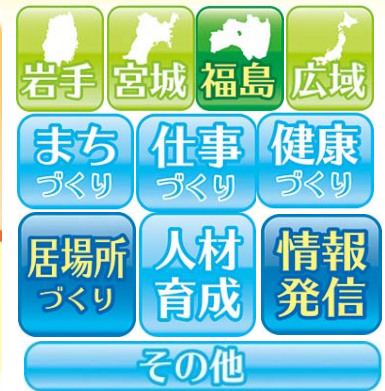 岩手 宮城 福島 広域
まち 仕事 健康
づくり づくり づくり
居場所 人材 情報
づくり 育成 発信
その他